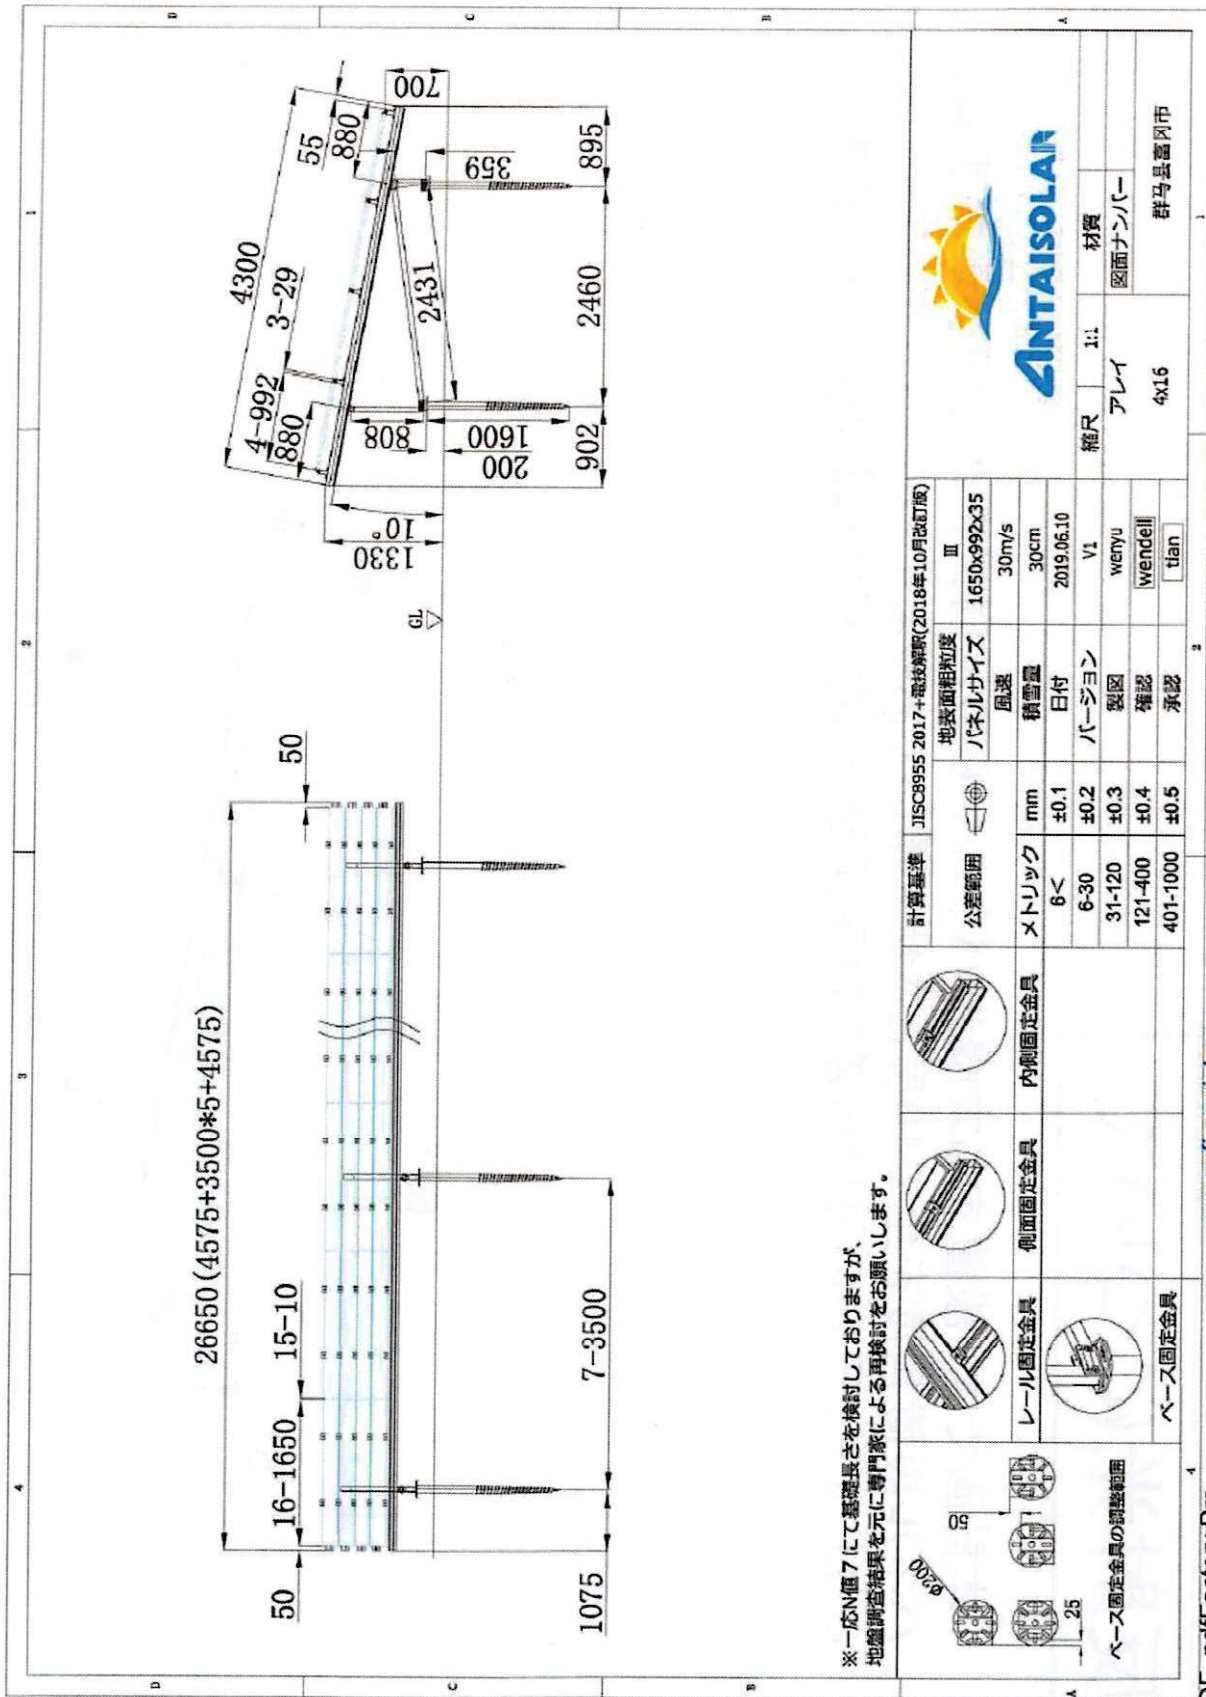 4
3
2
1
D
C
B
A
26650(4575+3500*5+4575)
50
16-1650
15-10
50
1075
7-3500
GL
4300
55
4-992
3-29
880
880
1330
10°
808
200
1600
2431
359
700
902
2460
895
※一応N値7にて基礎長さを検討しておりますが、
地盤調査結果を元に専門家による再検討をお願いします。
ø200
50
25
ベース固定金具の調整範囲
レール固定金具
側面固定金具
内側固定金具
ベース固定金具
計算基準
JISC8955 2017+電技解釈(2018年10月改訂版)
公差範囲
地表面粗粒度
III
パネルサイズ
1650x992x35
風速
30m/s
メトリック
mm
積雪量
30cm
6<
±0.1
日付
2019.06.10
6-30
±0.2
バージョン
V1
31-120
±0.3
製図
wenyu
121-400
±0.4
確認
wendell
401-1000
±0.5
承認
tian
ANTAISOLAR
縮尺
1:1
材質
アレイ
図面ナンバー
4x16
群马县富冈市
4
2
1
D
C
B
A